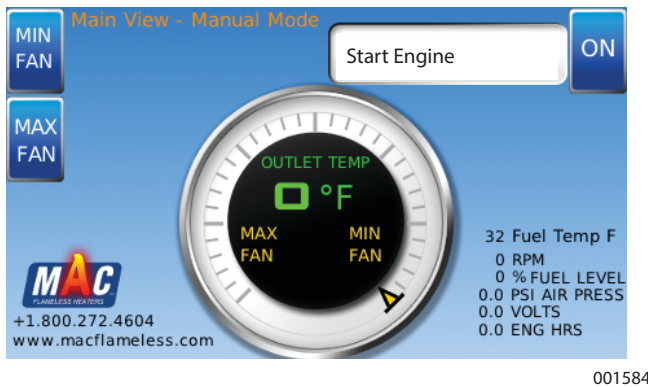 Main View - Manual Mode
MIN
FAN
Start Engine
ON
MAX
FAN
OUTLET TEMP
0 °F
MAX
FAN
MIN
FAN
32 Fuel Temp F
0 RPM
0 % FUEL LEVEL
0.0 PSI AIR PRESS
0.0 VOLTS
0.0 ENG HRS
MAC
FLAMELESS HEATERS
+1.800.272.4604
www.macflameless.com
001584